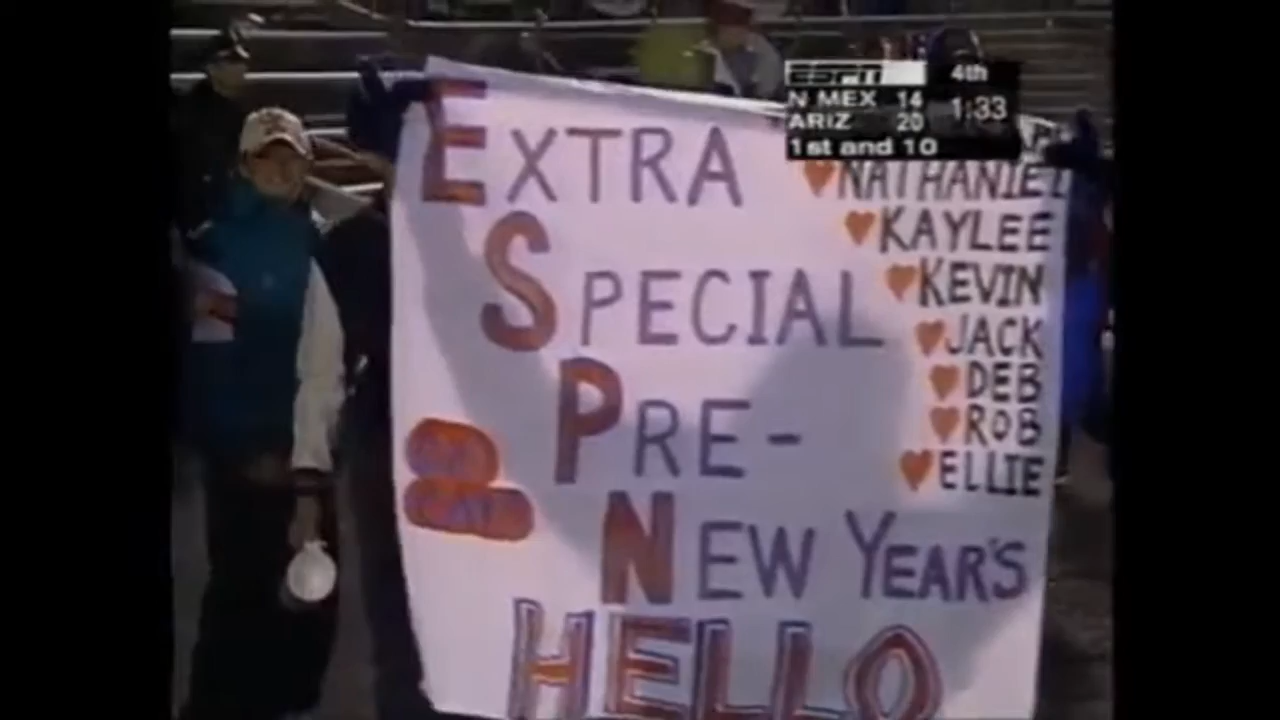 ESPN 4th
N MEX 14
ARIZ 20
1:33
1st and 10
EXTRA
SPECIAL
PRE-
NEW YEAR'S
HELLO
NATHANIEL
KAYLEE
KEVIN
JACK
DEB
ROB
ELLIE